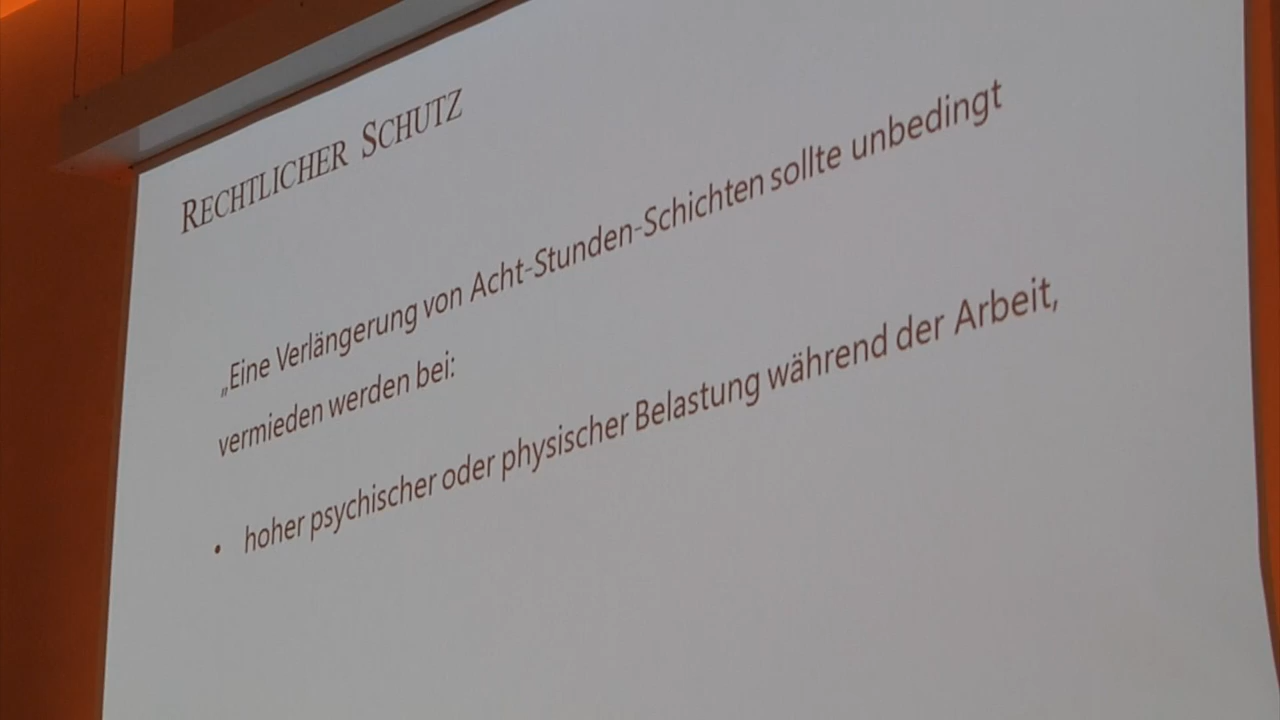 RECHTLICHER SCHUTZ
„Eine Verlängerung von Acht-Stunden-Schichten sollte unbedingt
vermieden werden bei:
• hoher psychischer oder physischer Belastung während der Arbeit,